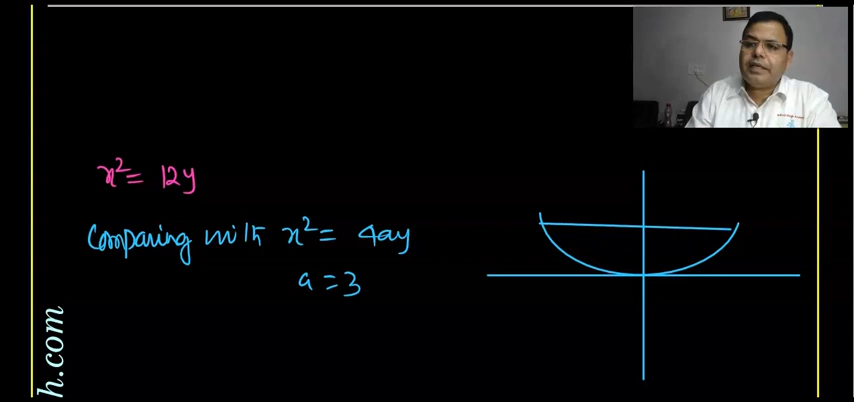 x² = 12y
Comparing with x² = 4ay
a = 3
h.com